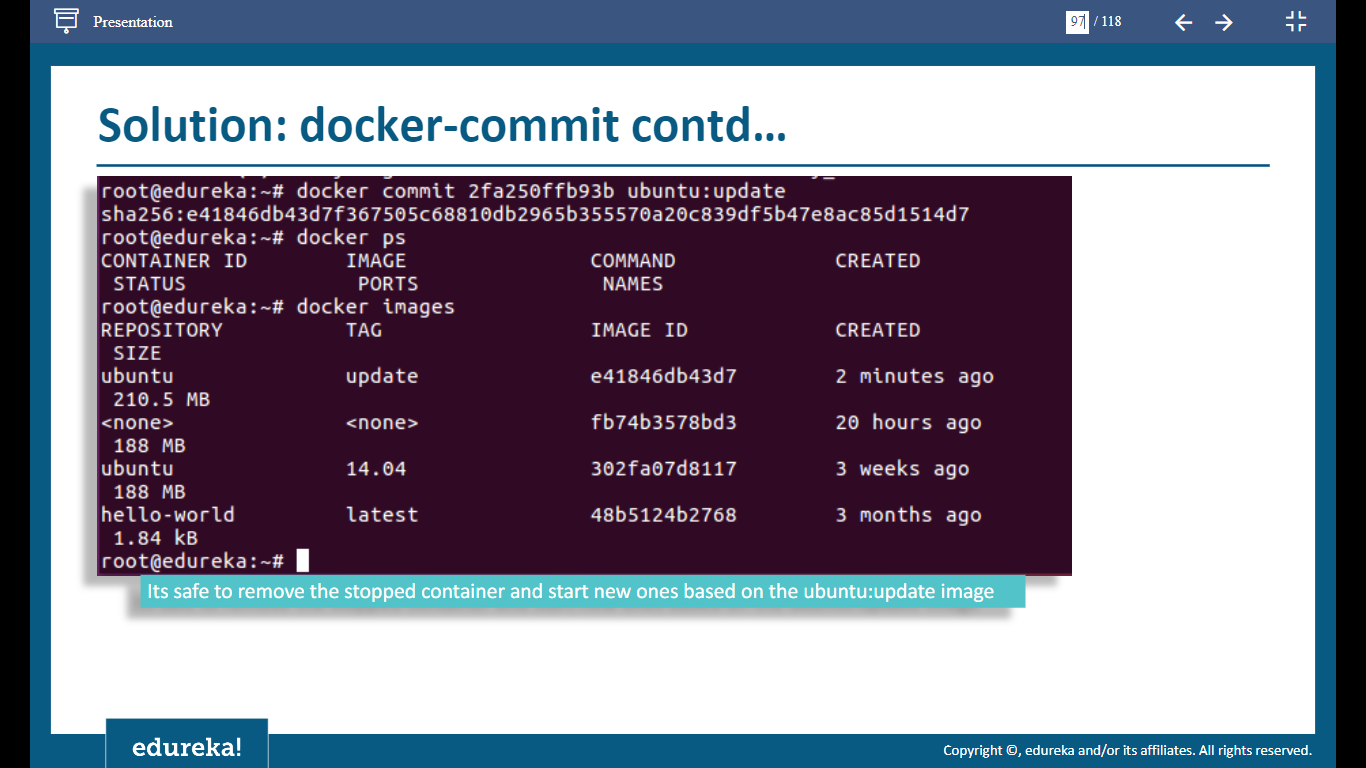 Presentation
97 / 118
Solution: docker-commit contd...
root@edureka:~# docker commit 2fa250ffb93b ubuntu:update
sha256:e41846db43d7f367505c68810db2965b355570a20c839df5b47e8ac85d1514d7
root@edureka:~# docker ps
CONTAINER ID IMAGE COMMAND CREATED
STATUS PORTS NAMES
root@edureka:~# docker images
REPOSITORY TAG IMAGE ID CREATED
SIZE
ubuntu update e41846db43d7 2 minutes ago
210.5 MB
<none> <none> fb74b3578bd3 20 hours ago
188 MB
ubuntu 14.04 302fa07d8117 3 weeks ago
188 MB
hello-world latest 48b5124b2768 3 months ago
1.84 kB
root@edureka:~#
Its safe to remove the stopped container and start new ones based on the ubuntu:update image
edureka!
Copyright ©, edureka and/or its affiliates. All rights reserved.